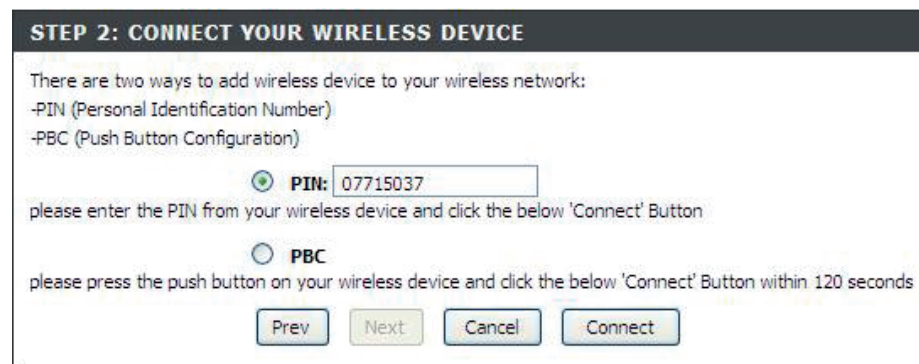 STEP 2: CONNECT YOUR WIRELESS DEVICE
There are two ways to add wireless device to your wireless network:
-PIN (Personal Identification Number)
-PBC (Push Button Configuration)
PIN: 07715037
please enter the PIN from your wireless device and click the below 'Connect' Button
PBC
please press the push button on your wireless device and click the below 'Connect' Button within 120 seconds
Prev Next Cancel Connect